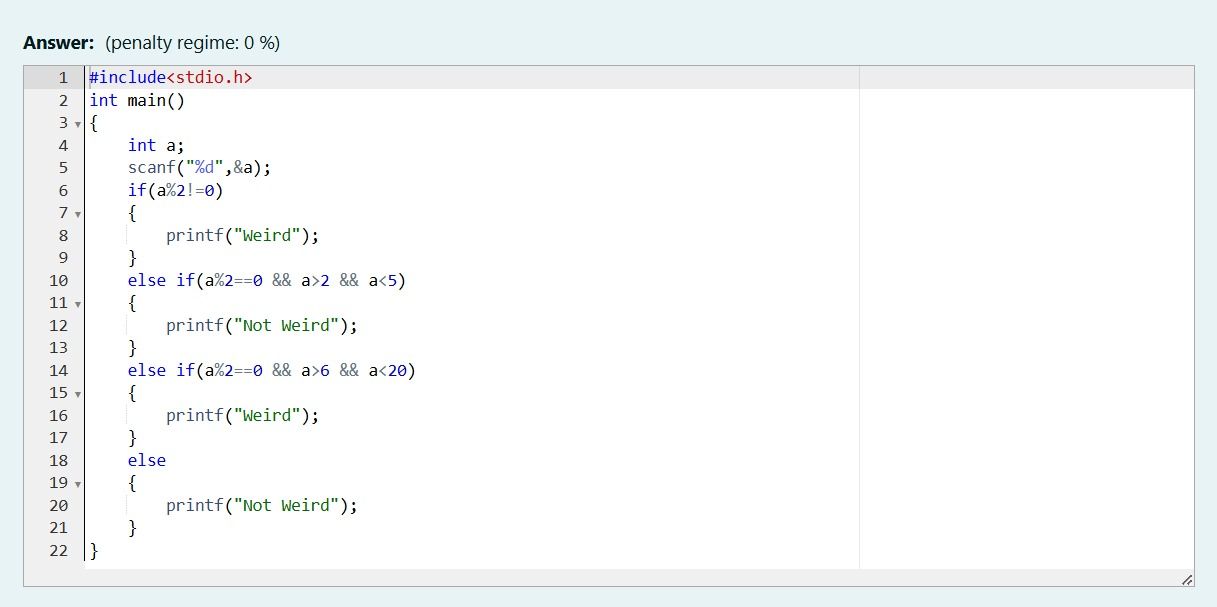 Answer: (penalty regime: 0 %)
1 #include<stdio.h>
2 int main()
3 {
4     int a;
5     scanf("%d",&a);
6     if(a%2!=0)
7     {
8         printf("Weird");
9     }
10     else if(a%2==0 && a>2 && a<5)
11     {
12         printf("Not Weird");
13     }
14     else if(a%2==0 && a>6 && a<20)
15     {
16         printf("Weird");
17     }
18     else
19     {
20         printf("Not Weird");
21     }
22 }